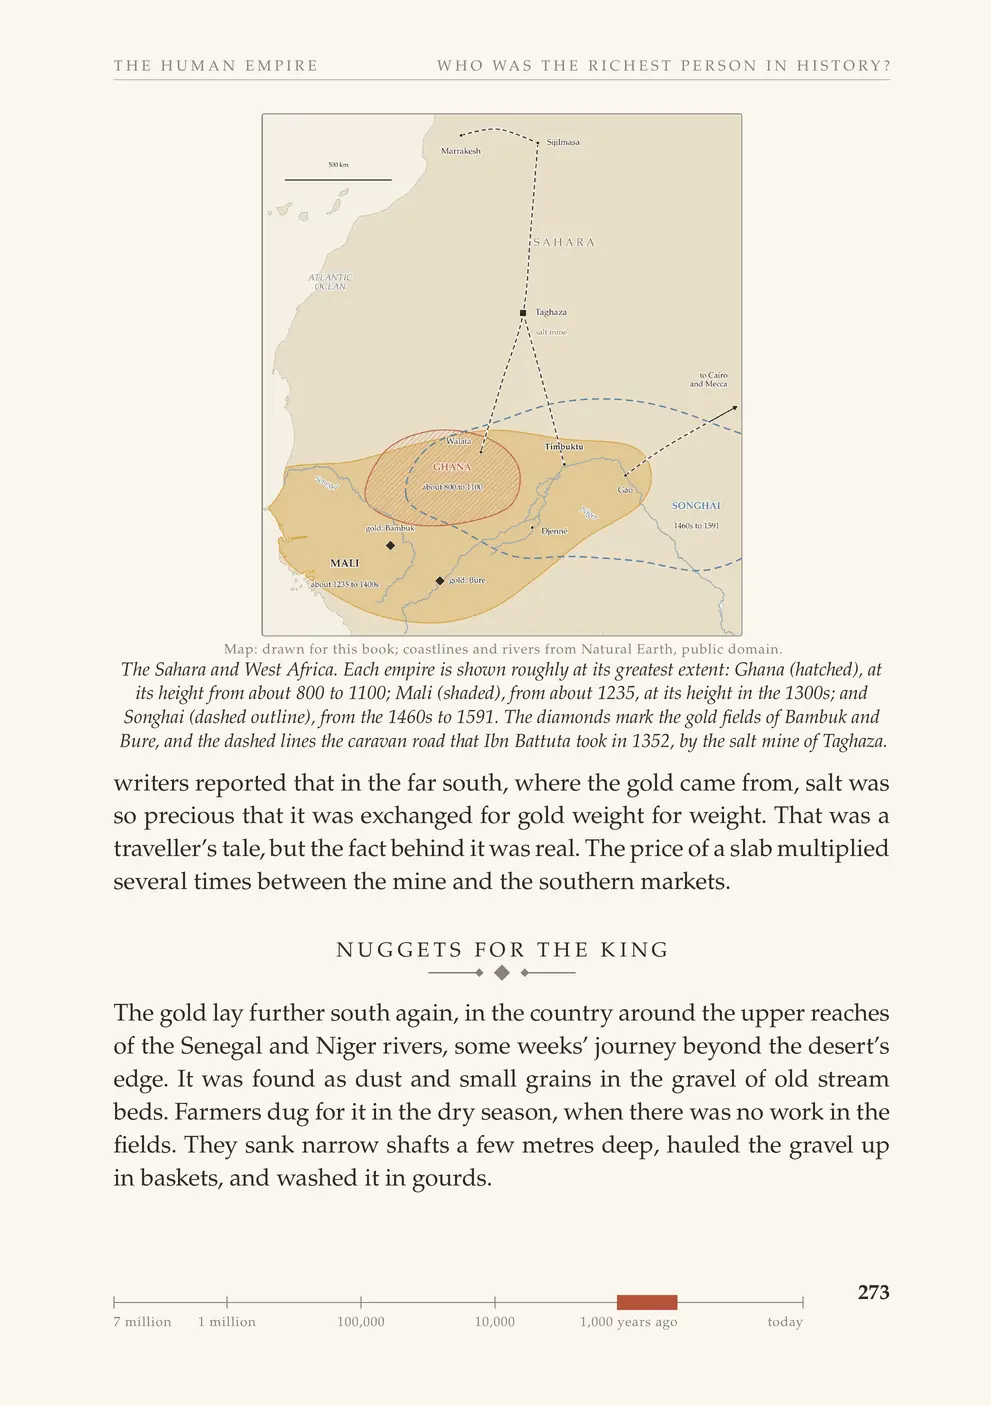 THE HUMAN EMPIRE
WHO WAS THE RICHEST PERSON IN HISTORY?
Marrakesh
Sijilmasa
500 km
SAHARA
ATLANTIC
OCEAN
Taghaza
salt mine
to Cairo
and Mecca
Walata
Timbuktu
GHANA
about 800 to 1100
Senegal
Gao
SONGHAI
1460s to 1591
Niger
gold: Bambuk
Djenné
MALI
about 1235 to 1400s
gold: Bure
Map: drawn for this book; coastlines and rivers from Natural Earth, public domain.
The Sahara and West Africa. Each empire is shown roughly at its greatest extent: Ghana (hatched), at
its height from about 800 to 1100; Mali (shaded), from about 1235, at its height in the 1300s; and
Songhai (dashed outline), from the 1460s to 1591. The diamonds mark the gold fields of Bambuk and
Bure, and the dashed lines the caravan road that Ibn Battuta took in 1352, by the salt mine of Taghaza.
writers reported that in the far south, where the gold came from, salt was
so precious that it was exchanged for gold weight for weight. That was a
traveller's tale, but the fact behind it was real. The price of a slab multiplied
several times between the mine and the southern markets.
NUGGETS FOR THE KING
The gold lay further south again, in the country around the upper reaches
of the Senegal and Niger rivers, some weeks' journey beyond the desert's
edge. It was found as dust and small grains in the gravel of old stream
beds. Farmers dug for it in the dry season, when there was no work in the
fields. They sank narrow shafts a few metres deep, hauled the gravel up
in baskets, and washed it in gourds.
273
7 million
1 million
100,000
10,000
1,000 years ago
today